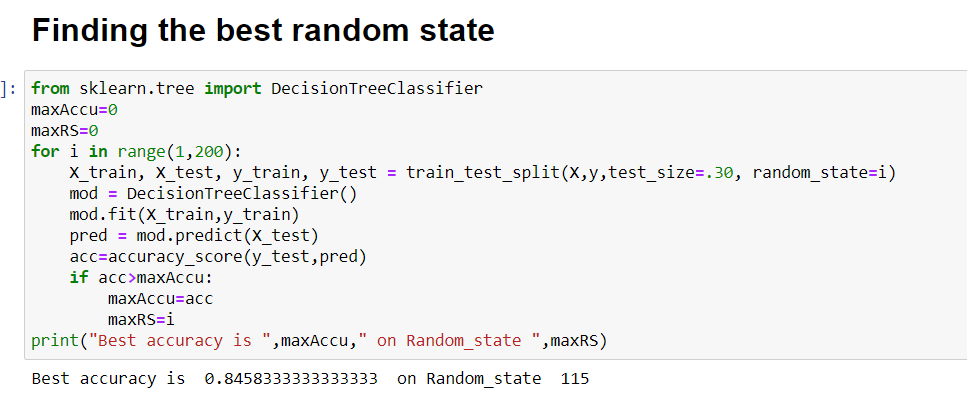 Finding the best random state
]: from sklearn.tree import DecisionTreeClassifier
maxAccu=0
maxRS=0
for i in range(1,200):
    X_train, X_test, y_train, y_test = train_test_split(X,y,test_size=.30, random_state=i)
    mod = DecisionTreeClassifier()
    mod.fit(X_train,y_train)
    pred = mod.predict(X_test)
    acc=accuracy_score(y_test,pred)
    if acc>maxAccu:
        maxAccu=acc
        maxRS=i
print("Best accuracy is ",maxAccu," on Random_state ",maxRS)
Best accuracy is  0.8458333333333333  on Random_state  115